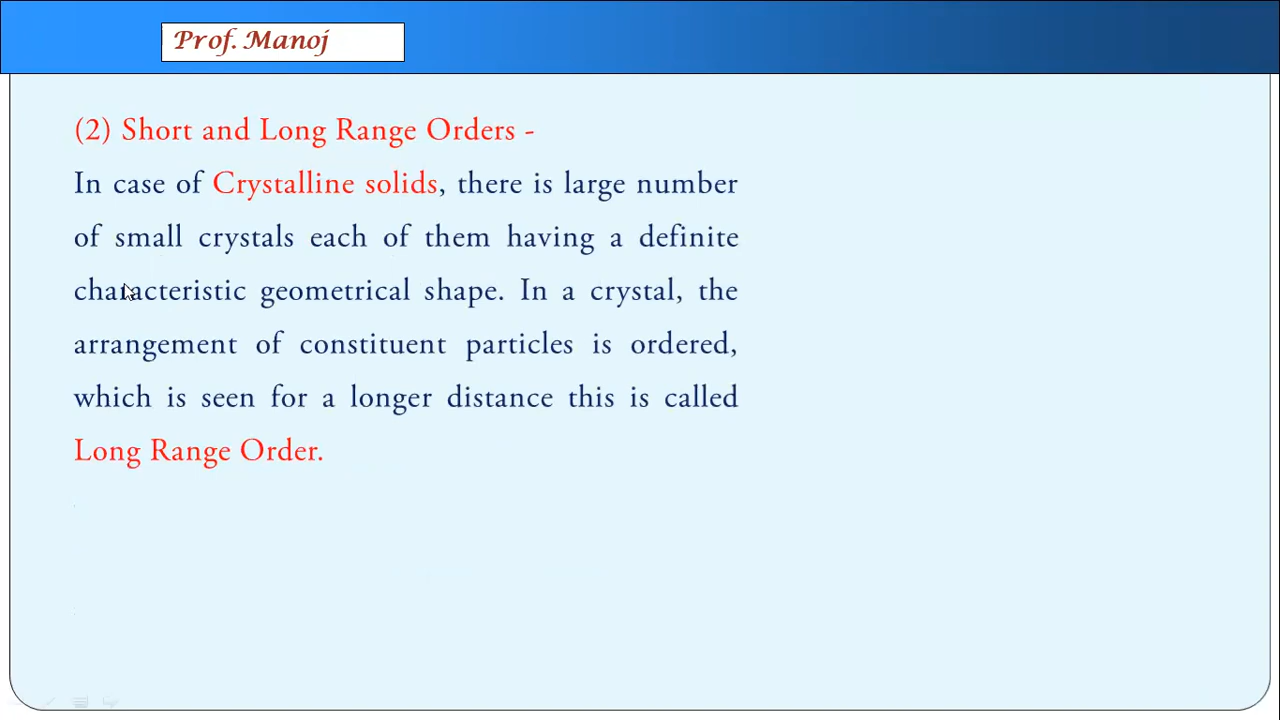 Prof. Manoj
(2) Short and Long Range Orders -
In case of Crystalline solids, there is large number
of small crystals each of them having a definite
characteristic geometrical shape. In a crystal, the
arrangement of constituent particles is ordered,
which is seen for a longer distance this is called
Long Range Order.